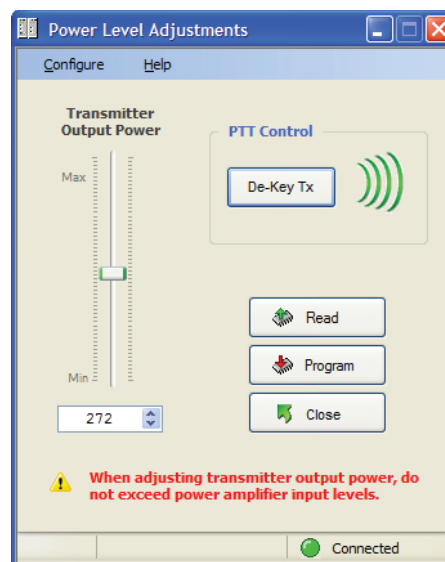 Power Level Adjustments
Configure Help
Transmitter
Output Power
PTT Control
Max
De-Key Tx
Read
Program
Min
272
Close
When adjusting transmitter output power, do
not exceed power amplifier input levels.
Connected